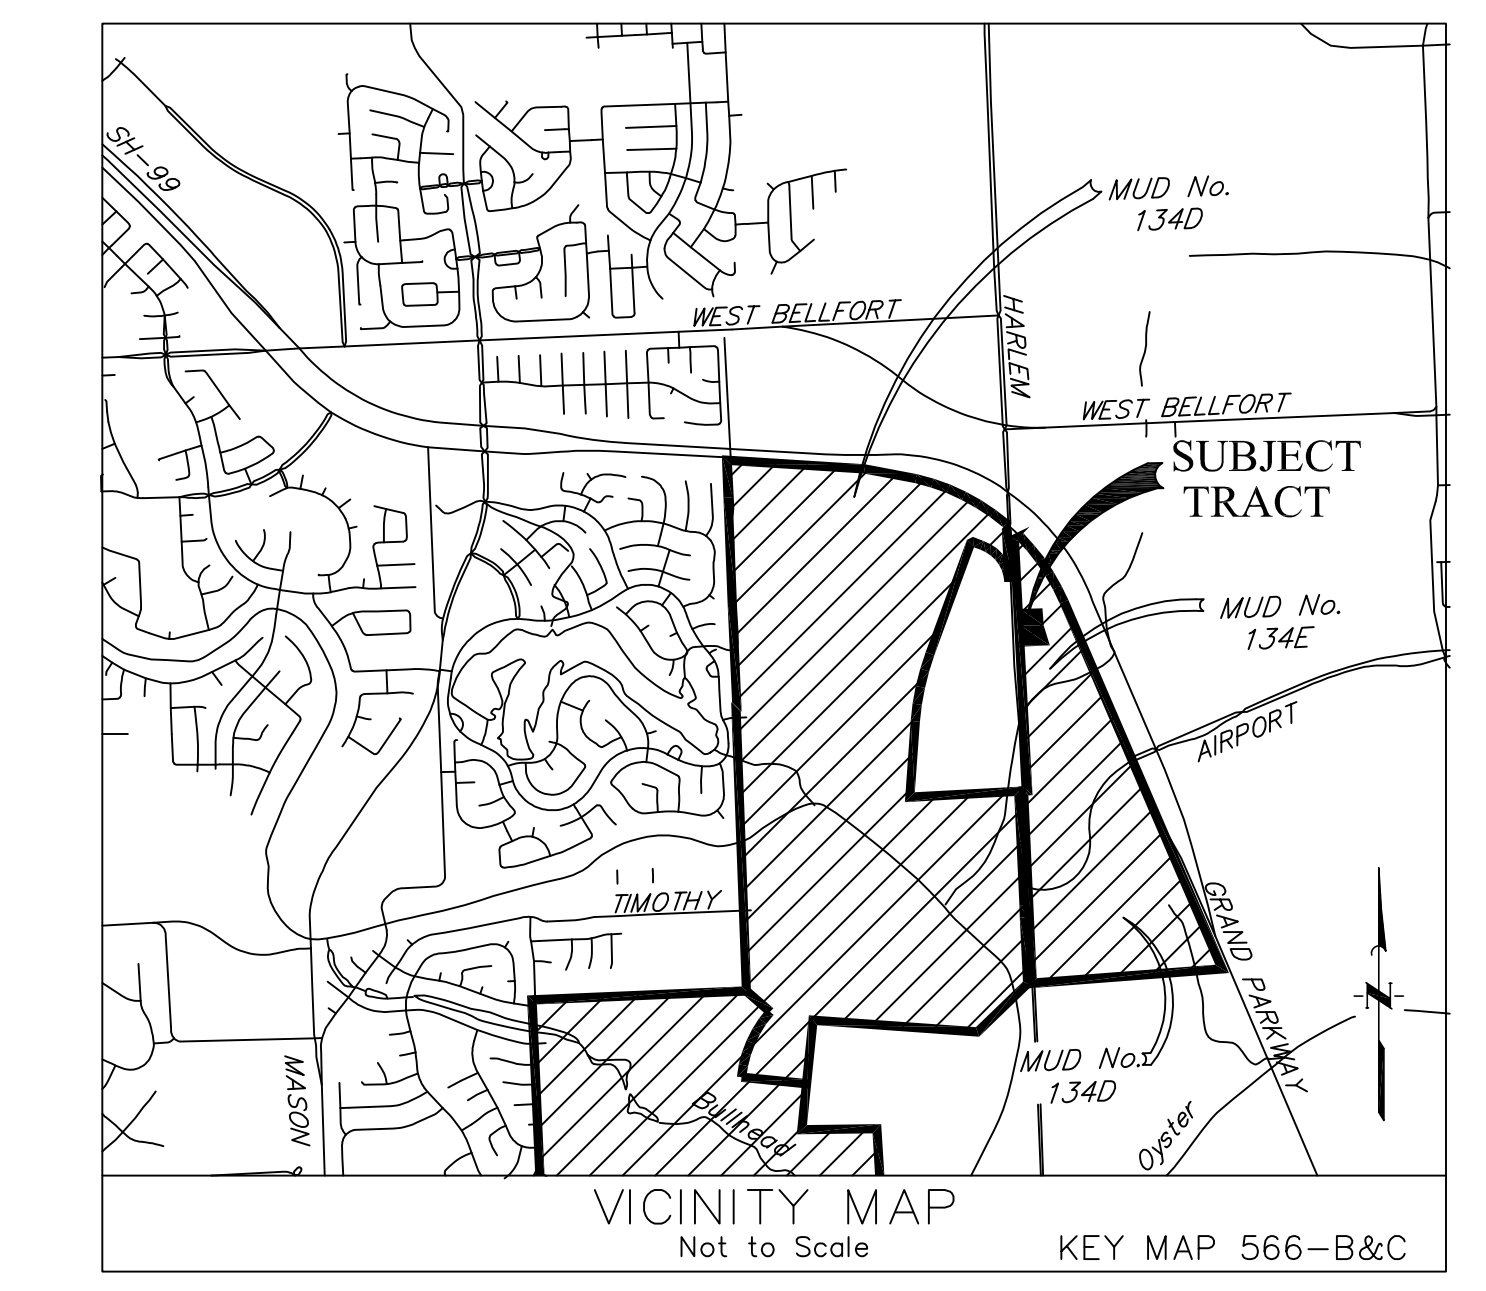 SH-99
MUD No.
134D
WEST BELLFORT
HARLEM
WEST BELLFORT
SUBJECT
TRACT
MUD No.
134E
AIRPORT
TIMOTHY
GRAND PARKWAY
N
MASON
MUD No.
134D
Bullhead
Oyster
VICINITY MAP
Not to Scale
KEY MAP 566-B&C